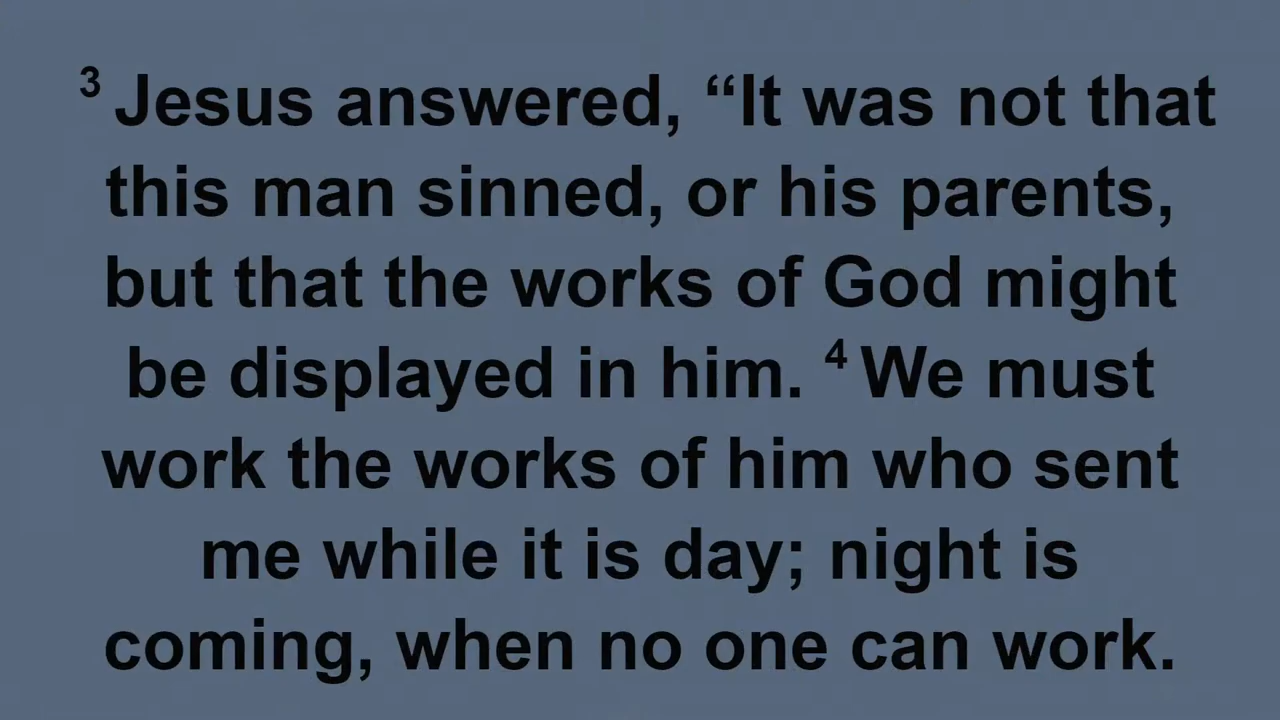 3 Jesus answered, “It was not that
this man sinned, or his parents,
but that the works of God might
be displayed in him. 4 We must
work the works of him who sent
me while it is day; night is
coming, when no one can work.